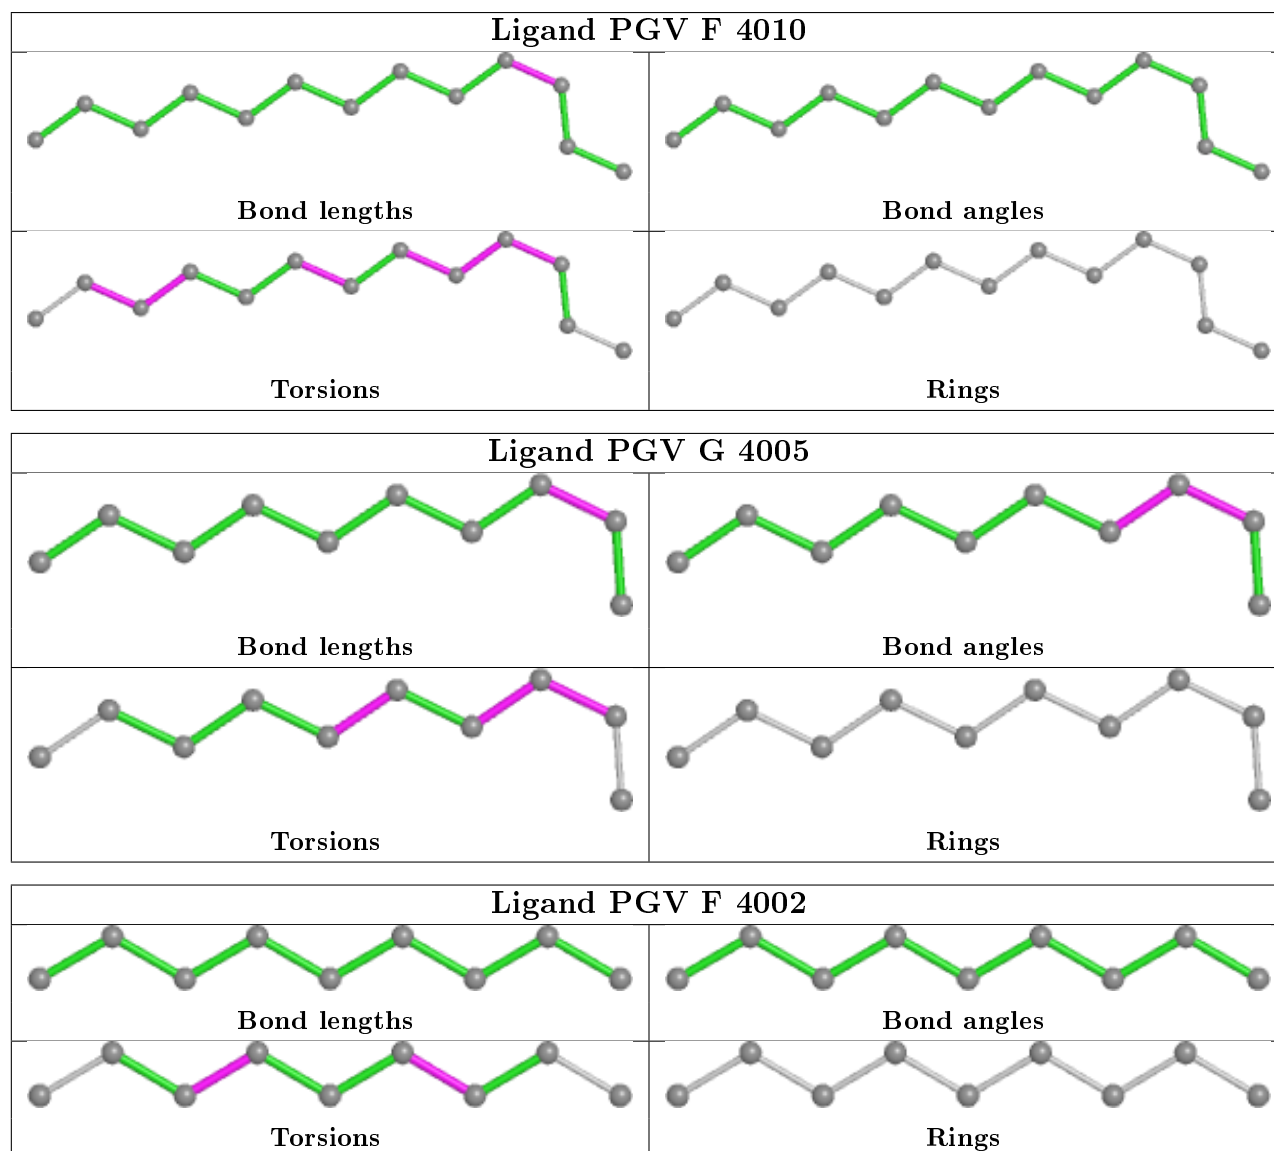 Ligand PGV F 4010
Bond lengths
Bond angles
Torsions
Rings
Ligand PGV G 4005
Bond lengths
Bond angles
Torsions
Rings
Ligand PGV F 4002
Bond lengths
Bond angles
Torsions
Rings